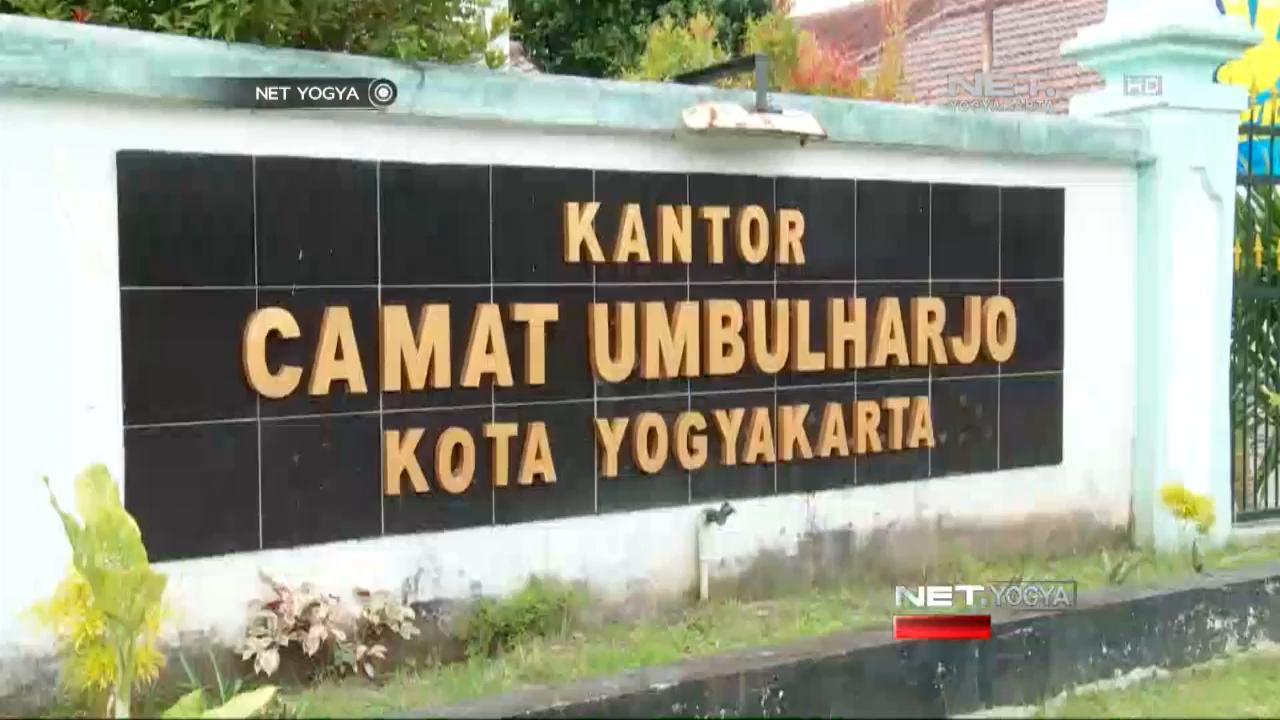 NET YOGYA
NET.
YOGYAKARTA
HD
KANTOR
CAMAT UMBULHARJO
KOTA YOGYAKARTA
NET. YOGYA